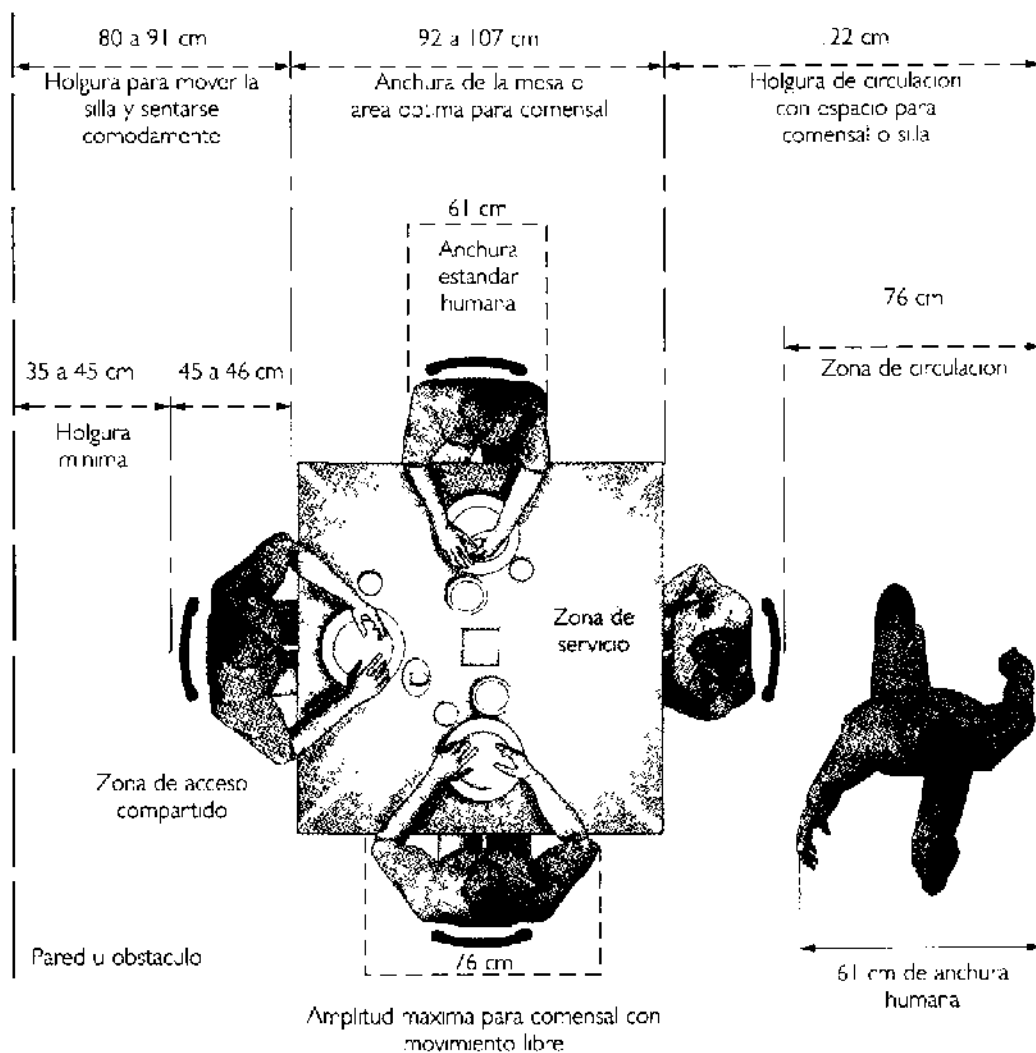 80 a 91 cm
Holgura para mover la
silla y sentarse
comodamente
92 a 107 cm
Anchura de la mesa o
area optima para comensal
.22 cm
Holgura de circulacion
con espacio para
comensal o silla
61 cm
Anchura
estandar
humana
76 cm
Zona de circulacion
35 a 45 cm
45 a 46 cm
Holgura
minima
Zona de
servicio
Zona de acceso
compartido
Pared u obstaculo
76 cm
Amplitud maxima para comensal con
movimiento libre
61 cm de anchura
humana